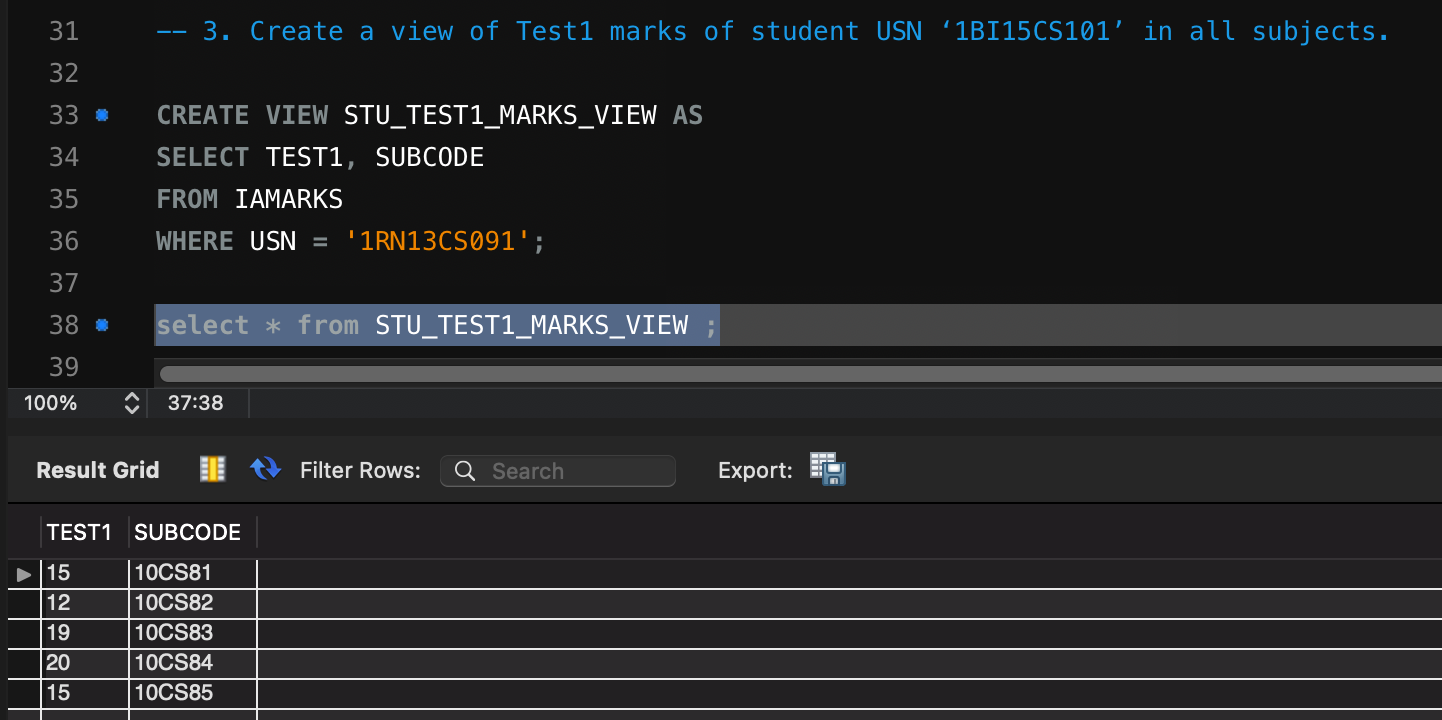 31 -- 3. Create a view of Test1 marks of student USN ‘1BI15CS101’ in all subjects.
32
33 CREATE VIEW STU_TEST1_MARKS_VIEW AS
34 SELECT TEST1, SUBCODE
35 FROM IAMARKS
36 WHERE USN = '1RN13CS091';
37
38 select * from STU_TEST1_MARKS_VIEW ;
39
100% 37:38
Result Grid Filter Rows: Search Export:
TEST1 SUBCODE
15 10CS81
12 10CS82
19 10CS83
20 10CS84
15 10CS85